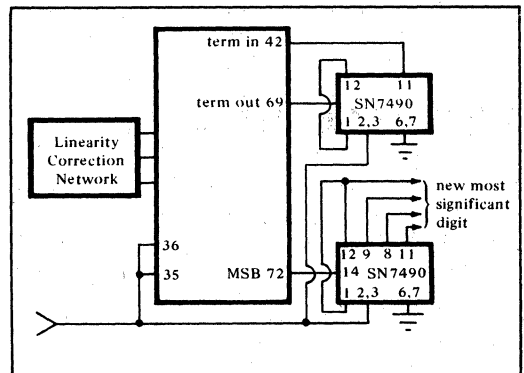 term in 42
12 11
term out 69
SN7490
1 2,3 6,7
Linearity
Correction
Network
new most
significant
digit
36
12 9 8 11
35
MSB 72
14 SN7490
1 2,3 6,7